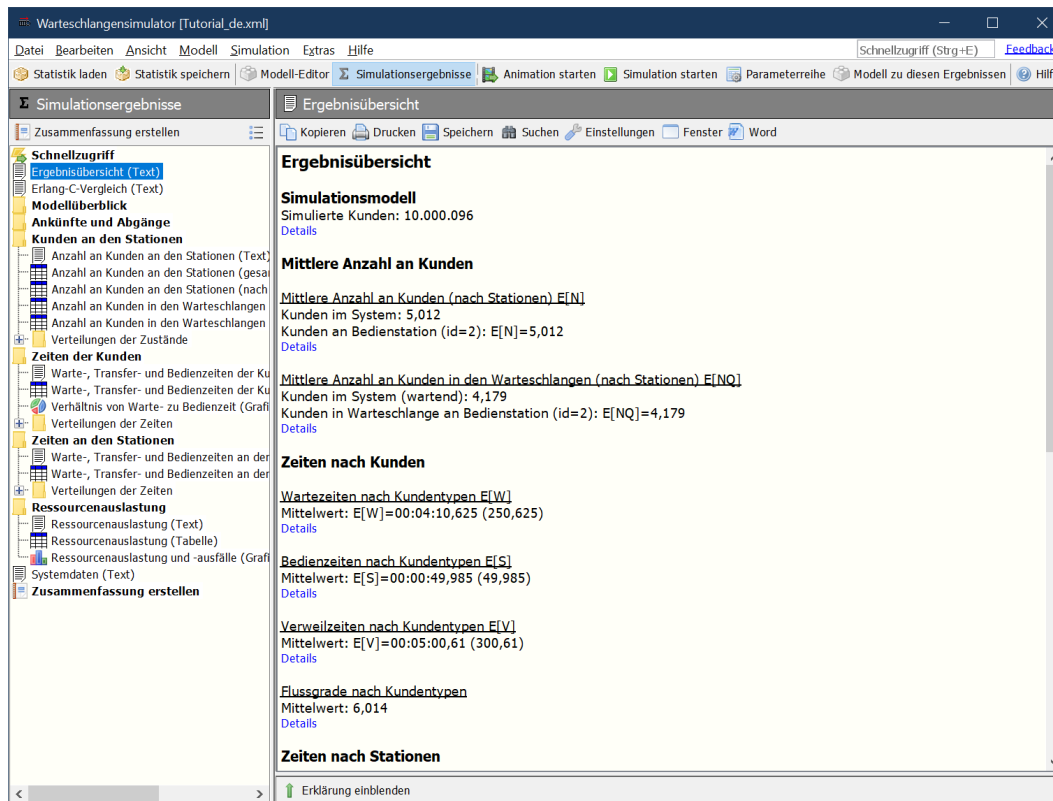 Warteschlangensimulator [Tutorial_de.xml]
Datei Bearbeiten Ansicht Modell Simulation Extras Hilfe Schnellzugriff (Strg+E) Feedback
Statistik laden Statistik speichern Modell-Editor Σ Simulationsergebnisse Animation starten Simulation starten Parameterreihe Modell zu diesen Ergebnissen Hilf
Σ Simulationsergebnisse
Zusammenfassung erstellen
Schnellzugriff
Ergebnisübersicht (Text)
Erlang-C-Vergleich (Text)
Modellüberblick
Ankünfte und Abgänge
Kunden an den Stationen
Anzahl an Kunden an den Stationen (Text)
Anzahl an Kunden an den Stationen (gesa
Anzahl an Kunden an den Stationen (nach
Anzahl an Kunden in den Warteschlangen
Anzahl an Kunden in den Warteschlangen
Verteilungen der Zustände
Zeiten der Kunden
Warte-, Transfer- und Bedienzeiten der Ku
Warte-, Transfer- und Bedienzeiten der Ku
Verhältnis von Warte- zu Bedienzeit (Grafi
Verteilungen der Zeiten
Zeiten an den Stationen
Warte-, Transfer- und Bedienzeiten an der
Warte-, Transfer- und Bedienzeiten an der
Verteilungen der Zeiten
Ressourcenauslastung
Ressourcenauslastung (Text)
Ressourcenauslastung (Tabelle)
Ressourcenauslastung und -ausfälle (Grafi
Systemdaten (Text)
Zusammenfassung erstellen
Ergebnisübersicht
Kopieren Drucken Speichern Suchen Einstellungen Fenster Word
Ergebnisübersicht
Simulationsmodell
Simulierte Kunden: 10.000.096
Details
Mittlere Anzahl an Kunden
Mittlere Anzahl an Kunden (nach Stationen) E[N]
Kunden im System: 5,012
Kunden an Bedienstation (id=2): E[N]=5,012
Details
Mittlere Anzahl an Kunden in den Warteschlangen (nach Stationen) E[NQ]
Kunden im System (wartend): 4,179
Kunden in Warteschlange an Bedienstation (id=2): E[NQ]=4,179
Details
Zeiten nach Kunden
Wartezeiten nach Kundentypen E[W]
Mittelwert: E[W]=00:04:10,625 (250,625)
Details
Bedienzeiten nach Kundentypen E[S]
Mittelwert: E[S]=00:00:49,985 (49,985)
Details
Verweilzeiten nach Kundentypen E[V]
Mittelwert: E[V]=00:05:00,61 (300,61)
Details
Flussgrade nach Kundentypen
Mittelwert: 6,014
Details
Zeiten nach Stationen
Erklärung einblenden